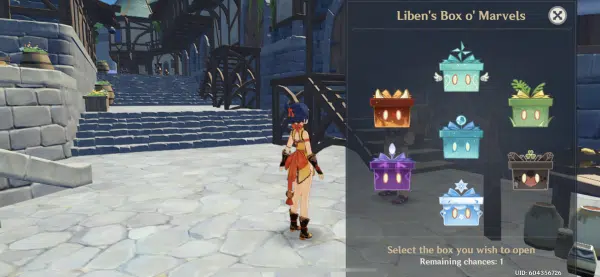 Liben's Box o' Marvels
Select the box you wish to open
Remaining chances: 1
UID: 604356726